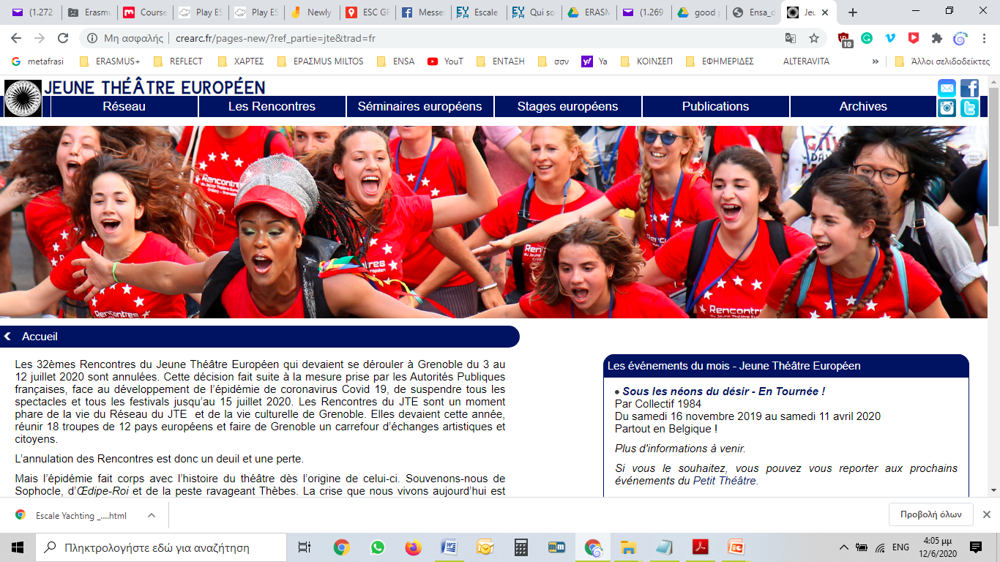 (1.272
Erasmu
Course
Play ES
Play ES
Newly
ESC GR
Messer
Escale
Qui so
ERASM
(1.269
good p
Ensa_d
Jeu
Μη ασφαλής
crearc.fr/pages-new/?ref_partie=jte&trad=fr
10
metafrasi
ERASMUS+
REFLECT
ΧΑΡΤΕΣ
ΕΡΑΣΜUS MILTOS
ENSA
YouT
ΕΝΤΑΞΗ
σσν
Ya
ΚΟΙΝΣΕΠ
ΕΦΗΜΕΡΙΔΕΣ
ALTERAVITA
»
Άλλοι σελιδοδείκτες
JEUNE THÉÂTRE EUROPÉEN
Réseau
Les Rencontres
Séminaires européens
Stages européens
Publications
Archives
Rencontres
Rencontres
Accueil
Les 32èmes Rencontres du Jeune Théâtre Européen qui devaient se dérouler à Grenoble du 3 au
12 juillet 2020 sont annulées. Cette décision fait suite à la mesure prise par les Autorités Publiques
françaises, face au développement de l'épidémie de coronavirus Covid 19, de suspendre tous les
spectacles et tous les festivals jusqu'au 15 juillet 2020. Les Rencontres du JTE sont un moment
phare de la vie du Réseau du JTE et de la vie culturelle de Grenoble. Elles devaient cette année,
réunir 18 troupes de 12 pays européens et faire de Grenoble un carrefour d'échanges artistiques et
citoyens.
L'annulation des Rencontres est donc un deuil et une perte.
Mais l'épidémie fait corps avec l'histoire du théâtre dès l'origine de celui-ci. Souvenons-nous de
Sophocle, d'Œdipe-Roi et de la peste ravageant Thèbes. La crise que nous vivons aujourd'hui est
Les événements du mois - Jeune Théâtre Européen
Sous les néons du désir - En Tournée !
Par Collectif 1984
Du samedi 16 novembre 2019 au samedi 11 avril 2020
Partout en Belgique !
Plus d'informations à venir.
Si vous le souhaitez, vous pouvez vous reporter aux prochains
événements du Petit Théâtre.
Escale Yachting _....html
Προβολή όλων
Πληκτρολογήστε εδώ για αναζήτηση
ENG
4:05 μμ
12/6/2020